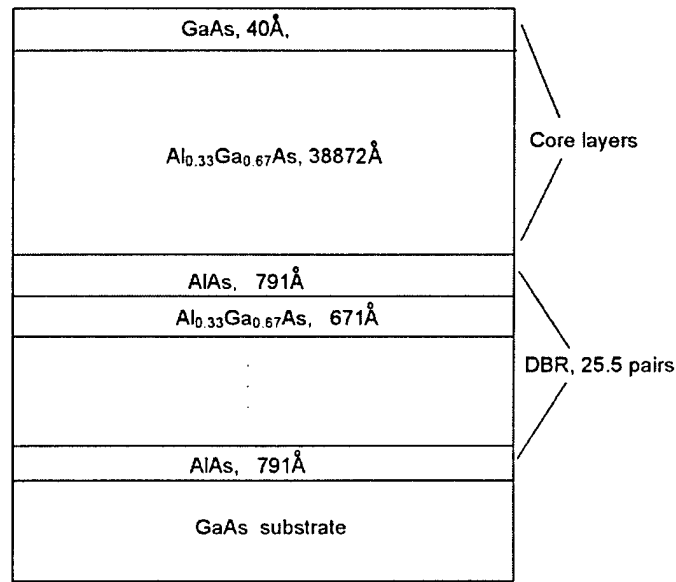 GaAs, 40Å,
Al₀.₃₃Ga₀.₆₇As, 38872Å
Core layers
AlAs, 791Å
Al₀.₃₃Ga₀.₆₇As, 671Å
DBR, 25.5 pairs
AlAs, 791Å
GaAs substrate